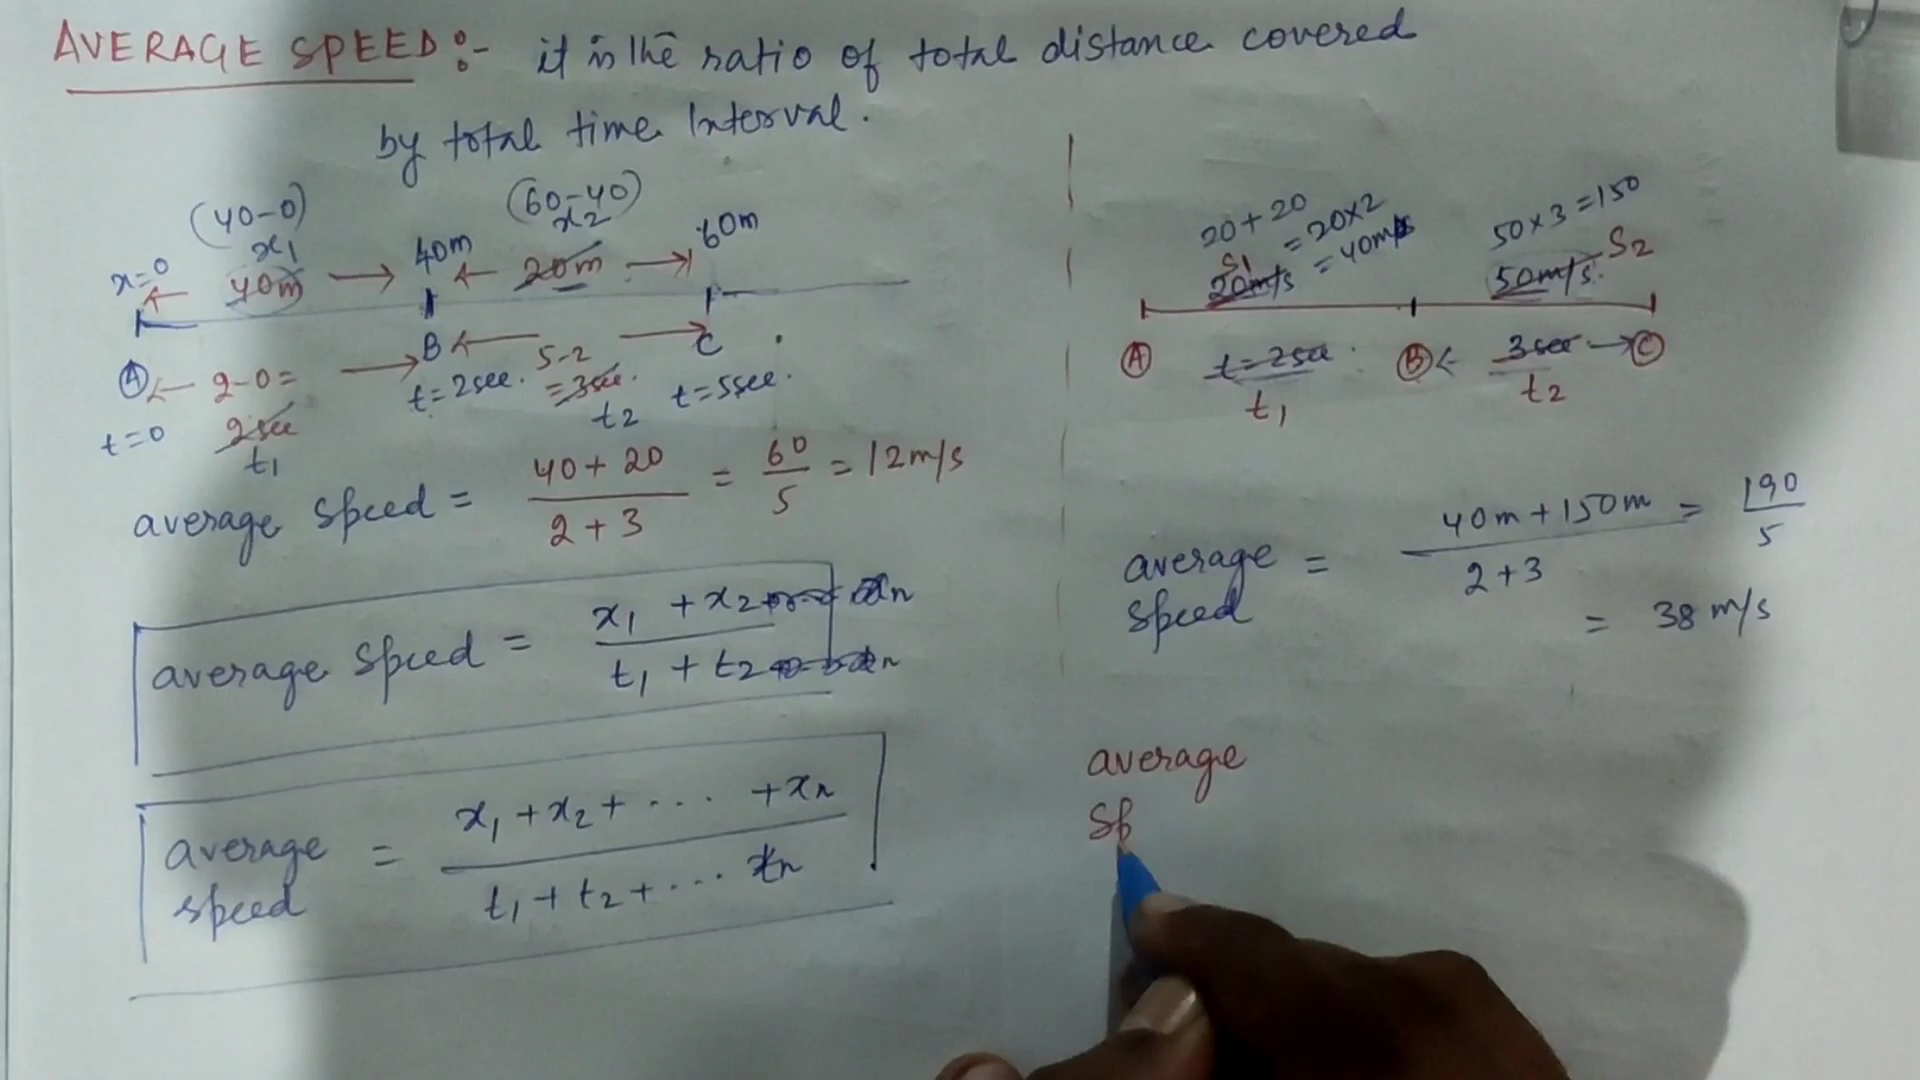 AVERAGE SPEED:- it is the ratio of total distance covered
by total time Interval.
(40-0) (60-40)
x1 x2
x=0 40m 40m 20m 60m
A B C
2-0= 5-2
2sec t=2sec. =3sec. t=5sec.
t=0 t1 t2
average speed = 40+20 / 2+3 = 60/5 = 12m/s
average speed = x1 + x2 / t1 + t2
average speed = x1+x2+... +xn / t1+t2+... tn
20+20 = 20×2 = 40m
50×3=150
S1 S2
20m/s 50m/s.
A t=2sec B 3sec C
t1 t2
average speed = 40m+150m / 2+3 = 190/5
= 38 m/s
average
sp